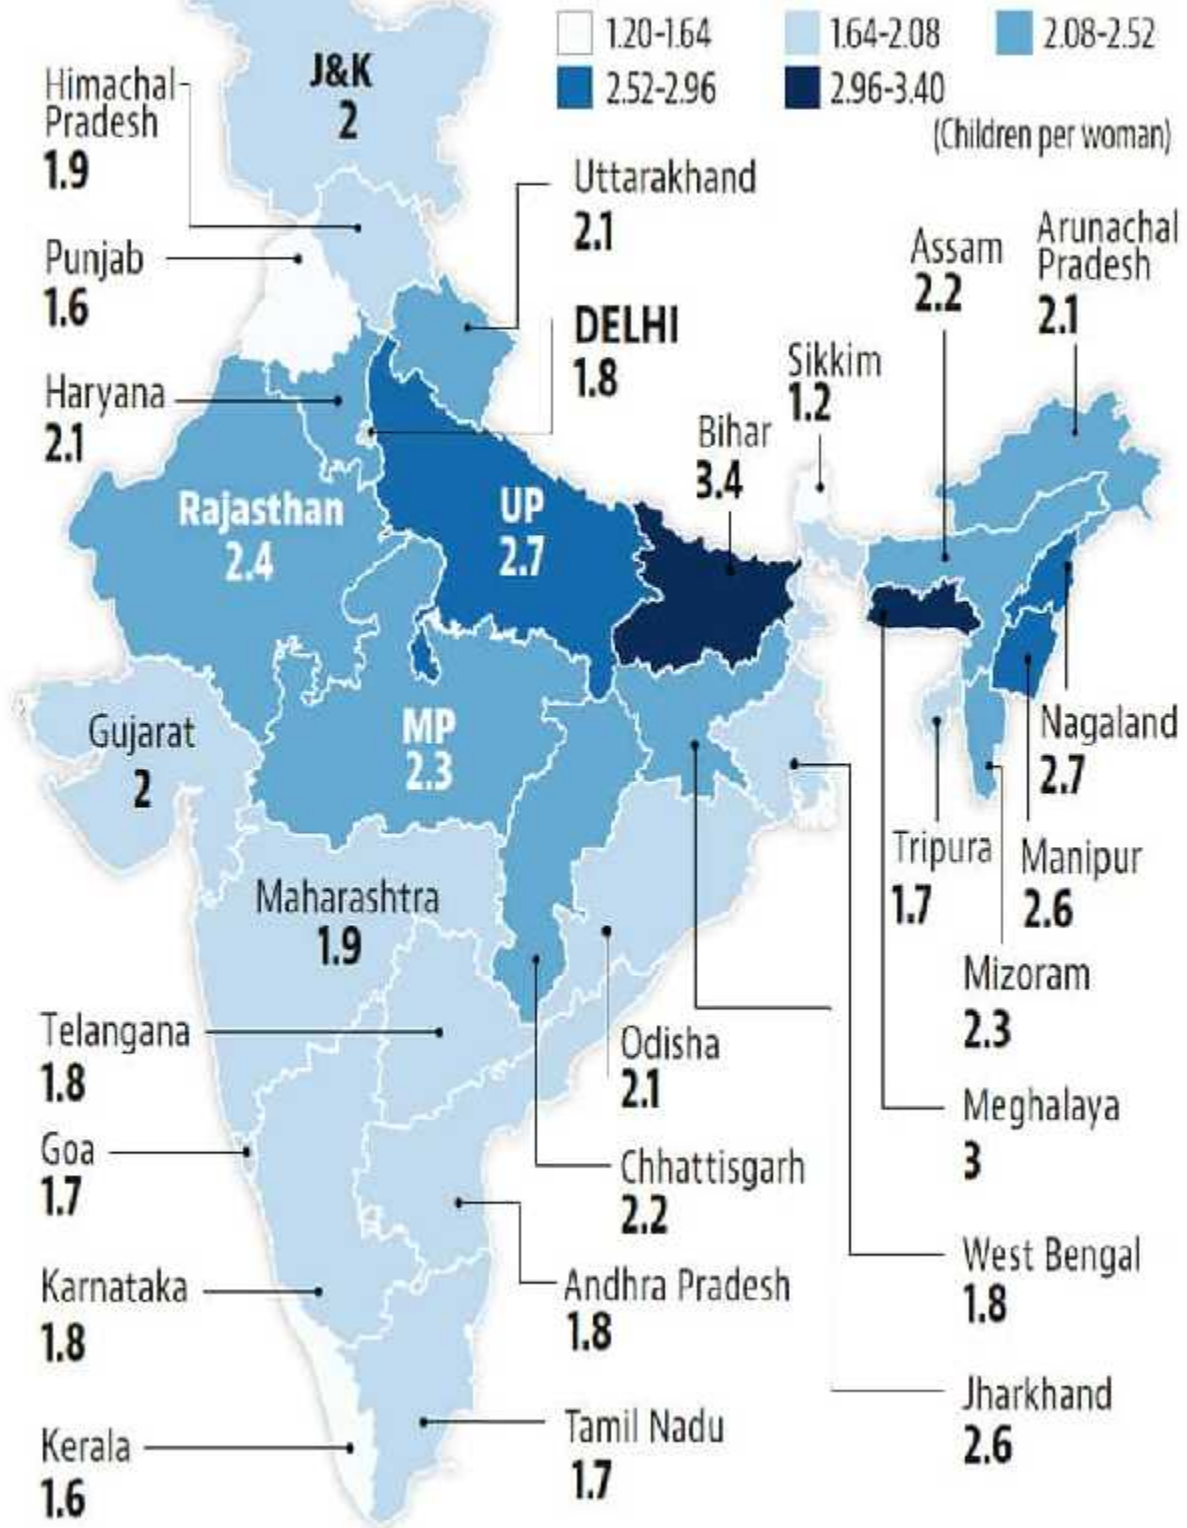 1.20-1.64
1.64-2.08
2.08-2.52
2.52-2.96
2.96-3.40
(Children per woman)
J&K
2
Himachal
Pradesh
1.9
Punjab
1.6
Haryana
2.1
Uttarakhand
2.1
DELHI
1.8
Sikkim
1.2
Bihar
3.4
Assam
2.2
Arunachal
Pradesh
2.1
Rajasthan
2.4
UP
2.7
Gujarat
2
MP
2.3
Nagaland
2.7
Tripura
1.7
Manipur
2.6
Mizoram
2.3
Maharashtra
1.9
Telangana
1.8
Odisha
2.1
Meghalaya
3
Goa
1.7
Chhattisgarh
2.2
West Bengal
1.8
Karnataka
1.8
Andhra Pradesh
1.8
Jharkhand
2.6
Kerala
1.6
Tamil Nadu
1.7